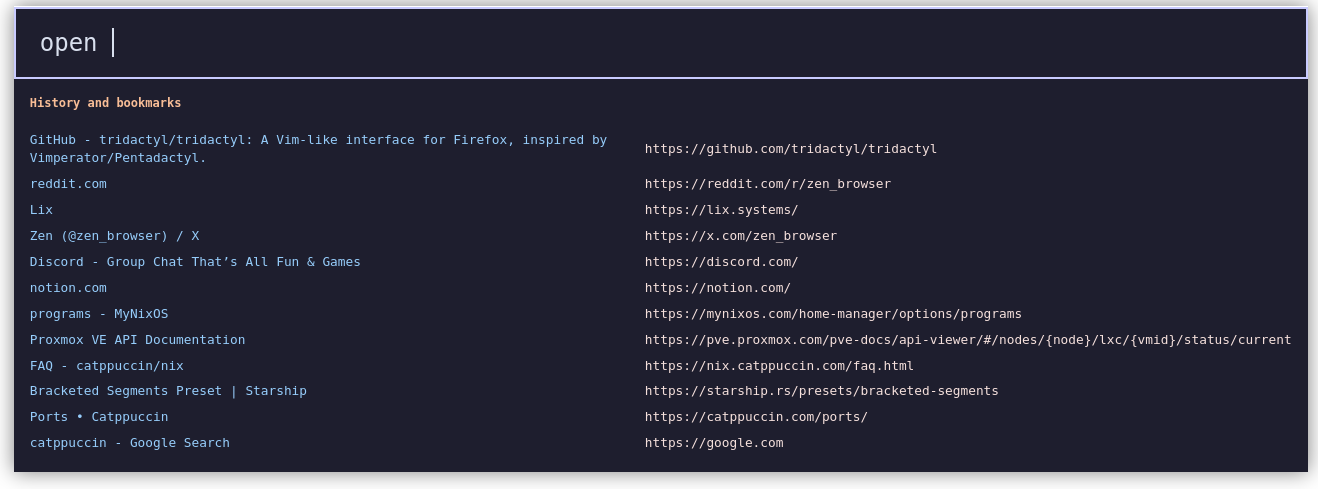 open
History and bookmarks
GitHub - tridactyl/tridactyl: A Vim-like interface for Firefox, inspired by
Vimperator/Pentadactyl.
https://github.com/tridactyl/tridactyl
reddit.com https://reddit.com/r/zen_browser
Lix https://lix.systems/
Zen (@zen_browser) / X https://x.com/zen_browser
Discord - Group Chat That’s All Fun & Games https://discord.com/
notion.com https://notion.com/
programs - MyNixOS https://mynixos.com/home-manager/options/programs
Proxmox VE API Documentation https://pve.proxmox.com/pve-docs/api-viewer/#/nodes/{node}/lxc/{vmid}/status/current
FAQ - catppuccin/nix https://nix.catppuccin.com/faq.html
Bracketed Segments Preset | Starship https://starship.rs/presets/bracketed-segments
Ports • Catppuccin https://catppuccin.com/ports/
catppuccin - Google Search https://google.com